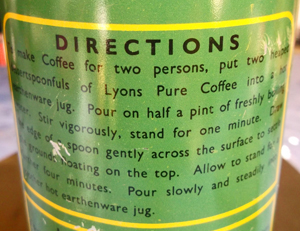 DIRECTIONS
make Coffee for two persons, put two heaped
of Lyons Pure Coffee into a
jug. Pour on half a pint of freshly
Stir vigorously, stand for one minute.
edge of spoon gently across the surface to
floating on the top. Allow to stand
four minutes. Pour slowly and steadily
or hot earthenware jug.